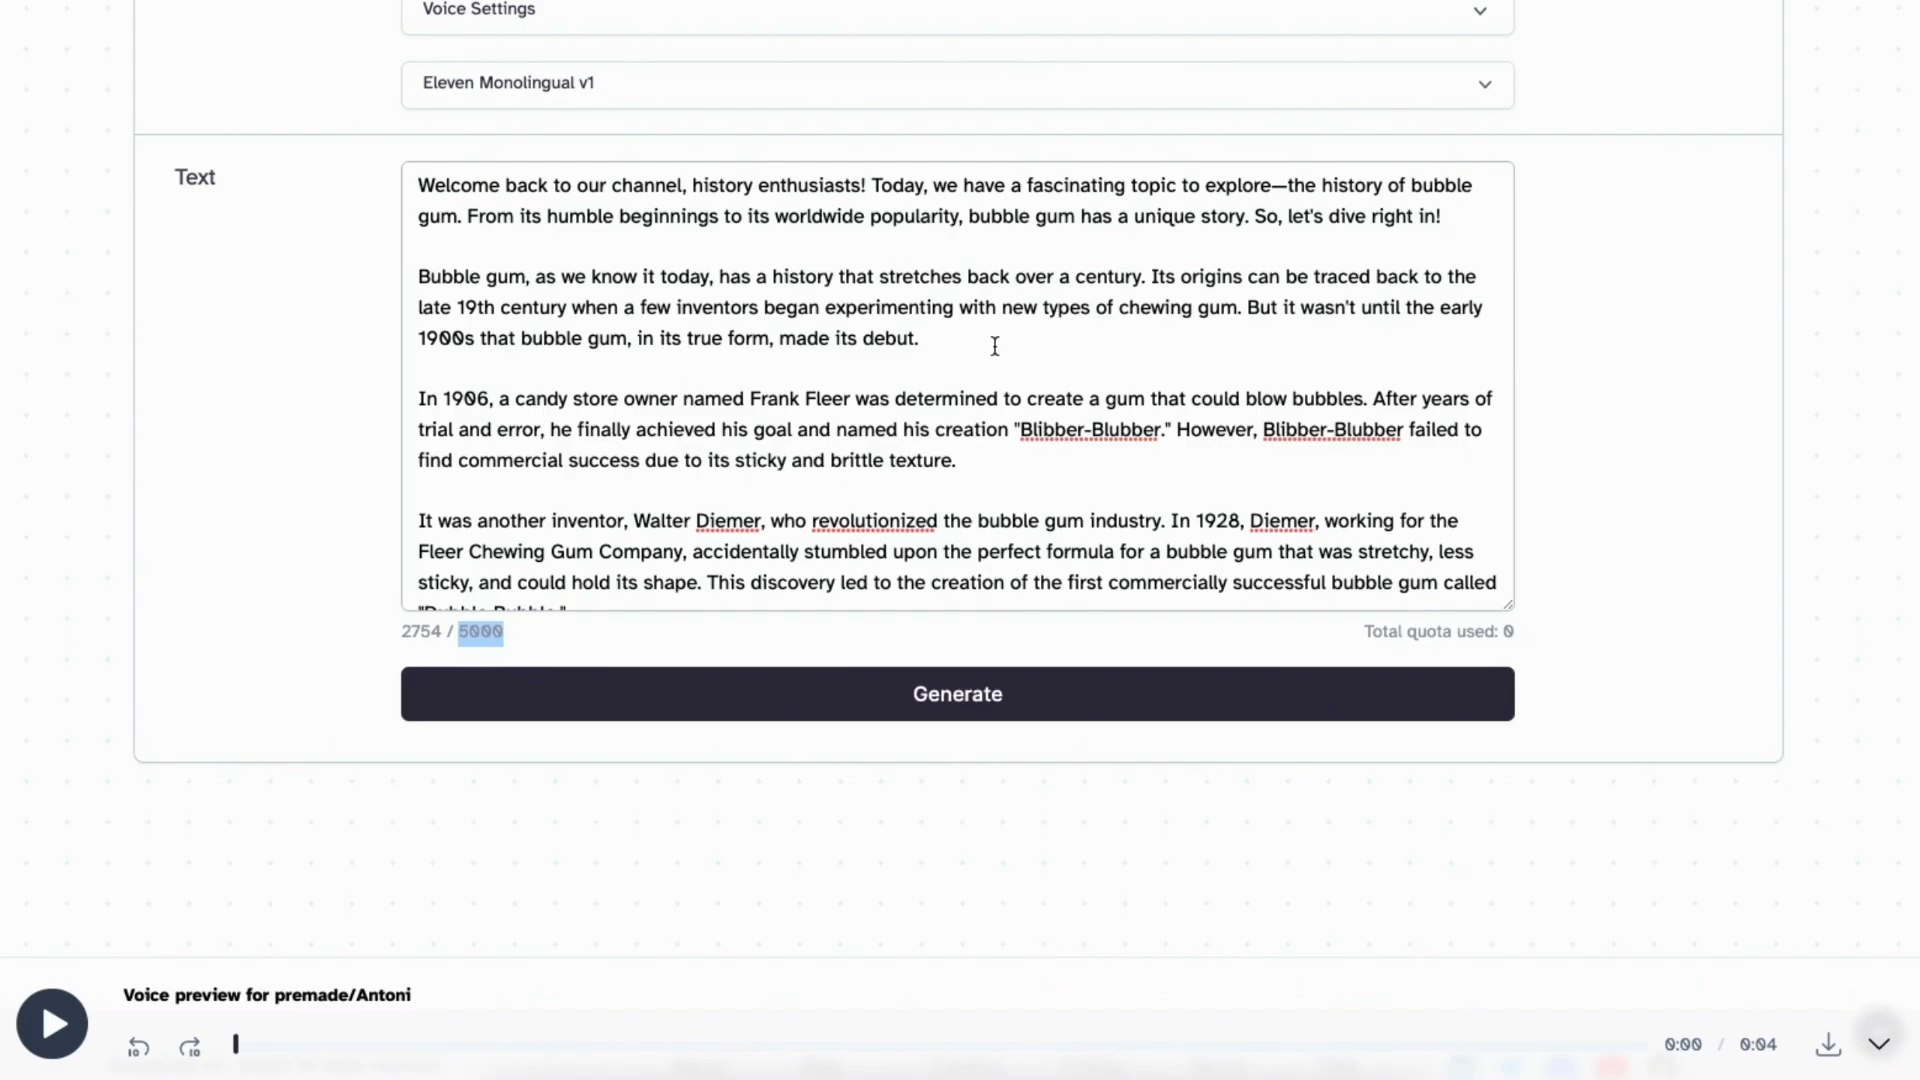 Voice Settings
Eleven Monolingual v1
Text
Welcome back to our channel, history enthusiasts! Today, we have a fascinating topic to explore—the history of bubble
gum. From its humble beginnings to its worldwide popularity, bubble gum has a unique story. So, let's dive right in!
Bubble gum, as we know it today, has a history that stretches back over a century. Its origins can be traced back to the
late 19th century when a few inventors began experimenting with new types of chewing gum. But it wasn't until the early
1900s that bubble gum, in its true form, made its debut.
In 1906, a candy store owner named Frank Fleer was determined to create a gum that could blow bubbles. After years of
trial and error, he finally achieved his goal and named his creation "Blibber-Blubber." However, Blibber-Blubber failed to
find commercial success due to its sticky and brittle texture.
It was another inventor, Walter Diemer, who revolutionized the bubble gum industry. In 1928, Diemer, working for the
Fleer Chewing Gum Company, accidentally stumbled upon the perfect formula for a bubble gum that was stretchy, less
sticky, and could hold its shape. This discovery led to the creation of the first commercially successful bubble gum called
"Dubble Bubble."
2754 / 5000
Total quota used: 0
Generate
Voice preview for premade/Antoni
10
10
0:00 / 0:04